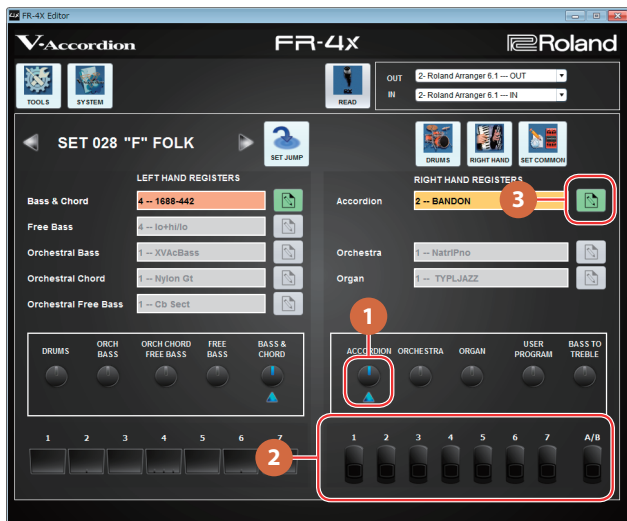 FR-4X Editor
V-Accordion FR-4X Roland
TOOLS SYSTEM READ
OUT 2- Roland Arranger 6.1 --- OUT
IN 2- Roland Arranger 6.1 --- IN
SET 028 "F" FOLK
SET JUMP DRUMS RIGHT HAND SET COMMON
LEFT HAND REGISTERS
RIGHT HAND REGISTERS
Bass & Chord 4 -- 1688-442
Accordion 2 -- BANDON 3
Free Bass 4 -- lo+hi/lo
Orchestral Bass 1 -- XVAcBass
Orchestra 1 -- NatrlPno
Orchestral Chord 1 -- Nylon Gt
Organ 1 -- TYPLJAZZ
Orchestral Free Bass 1 -- Cb Sect
1
DRUMS
ORCH BASS
ORCH CHORD FREE BASS
FREE BASS
BASS & CHORD
ACCORDION
ORCHESTRA
ORGAN
USER PROGRAM
BASS TO TREBLE
1 2 3 4 5 6 7
2
1 2 3 4 5 6 7 A/B